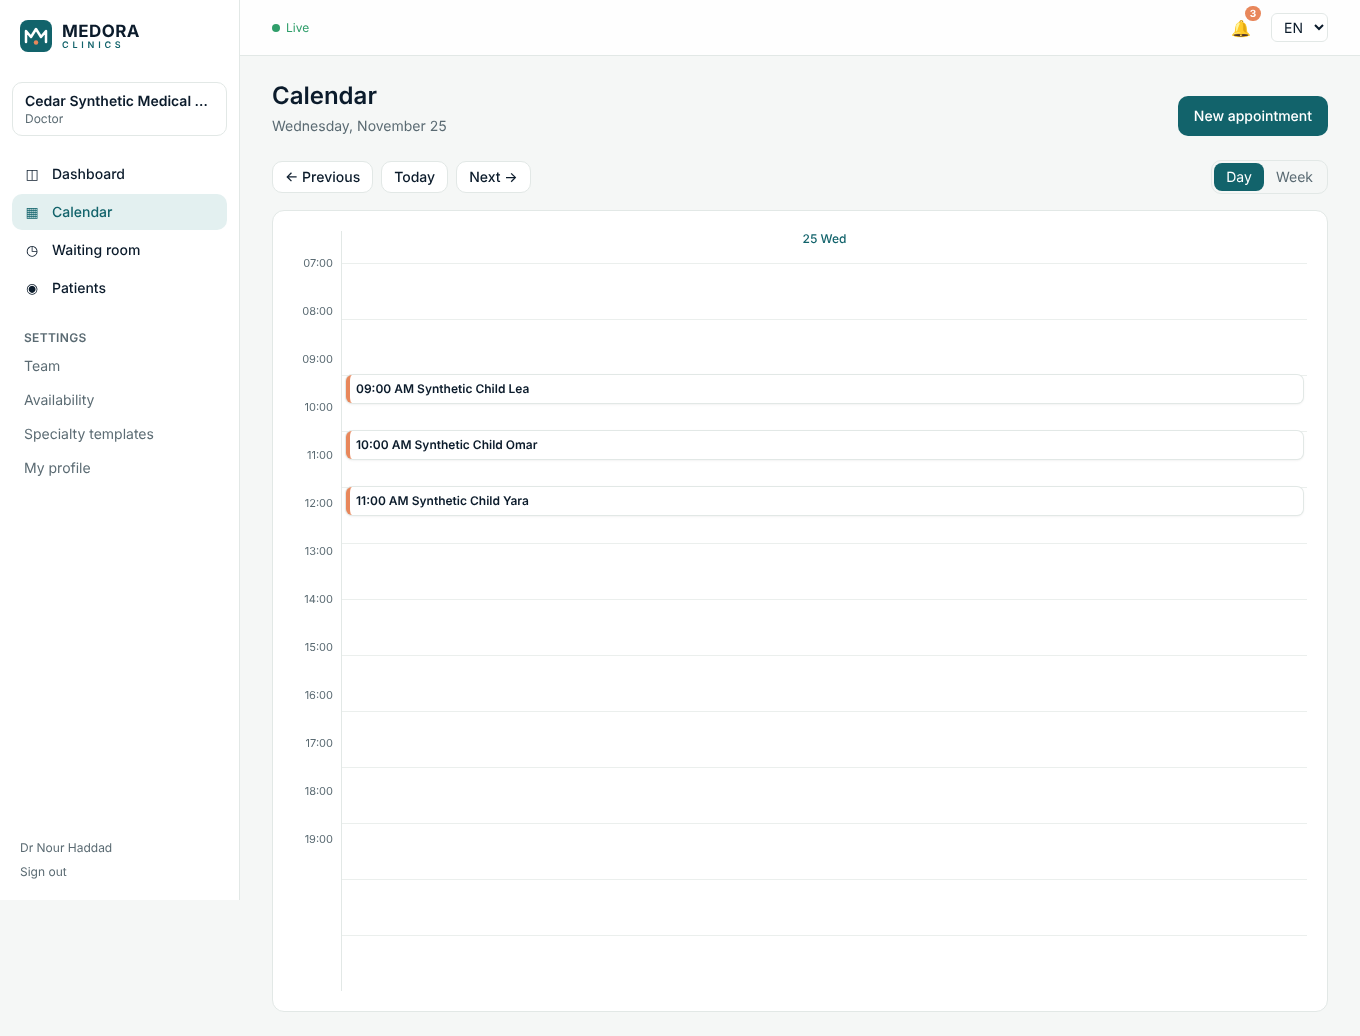 MEDORA
CLINICS
Cedar Synthetic Medical ...
Doctor
Dashboard
Calendar
Waiting room
Patients
SETTINGS
Team
Availability
Specialty templates
My profile
Dr Nour Haddad
Sign out
Live
3
EN
Calendar
Wednesday, November 25
New appointment
← Previous
Today
Next →
Day
Week
25 Wed
07:00
08:00
09:00
09:00 AM Synthetic Child Lea
10:00
10:00 AM Synthetic Child Omar
11:00
11:00 AM Synthetic Child Yara
12:00
13:00
14:00
15:00
16:00
17:00
18:00
19:00